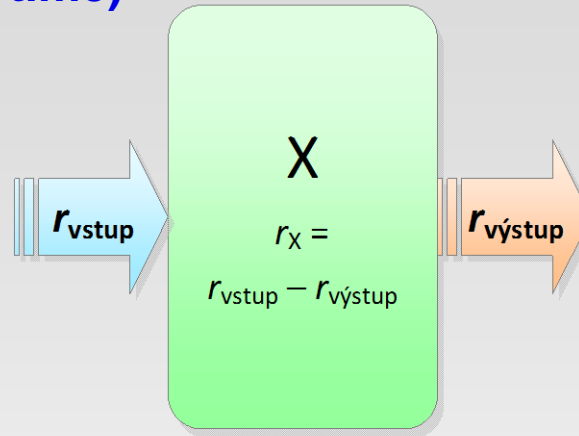 X
r_vstup
r_X =
r_vstup – r_výstup
r_výstup